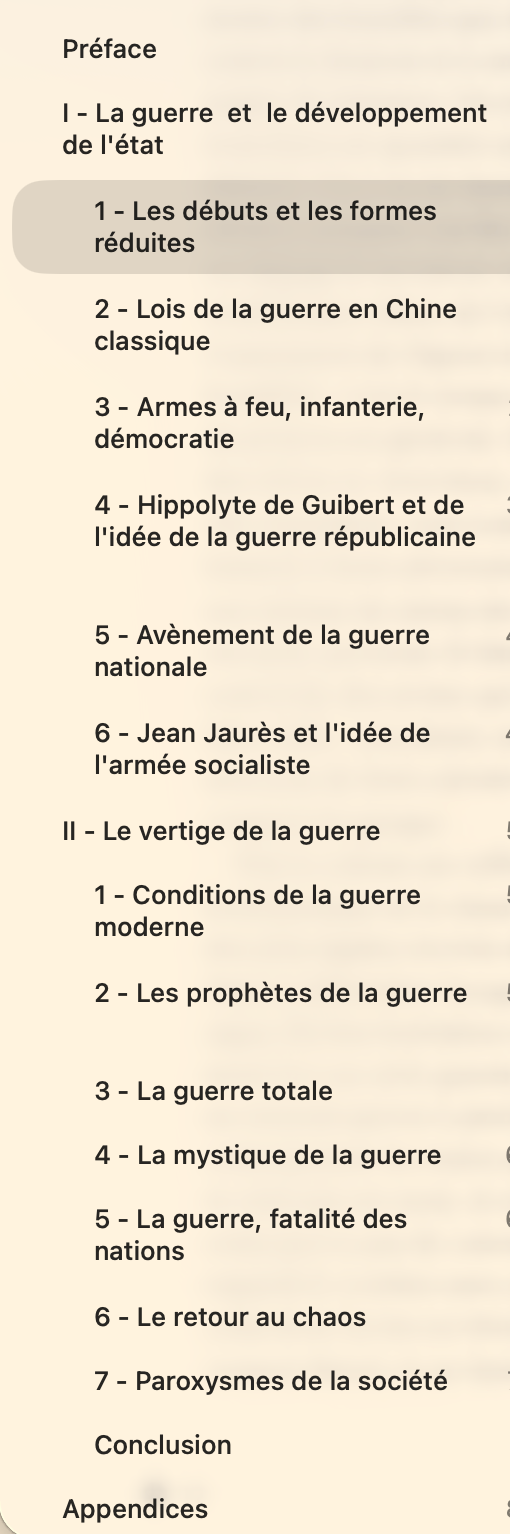 Préface
I - La guerre et le développement
de l'état
1 - Les débuts et les formes
réduites
2 - Lois de la guerre en Chine
classique
3 - Armes à feu, infanterie,
démocratie
4 - Hippolyte de Guibert et de
l'idée de la guerre républicaine
5 - Avènement de la guerre
nationale
6 - Jean Jaurès et l'idée de
l'armée socialiste
II - Le vertige de la guerre
1 - Conditions de la guerre
moderne
2 - Les prophètes de la guerre
3 - La guerre totale
4 - La mystique de la guerre
5 - La guerre, fatalité des
nations
6 - Le retour au chaos
7 - Paroxysmes de la société
Conclusion
Appendices